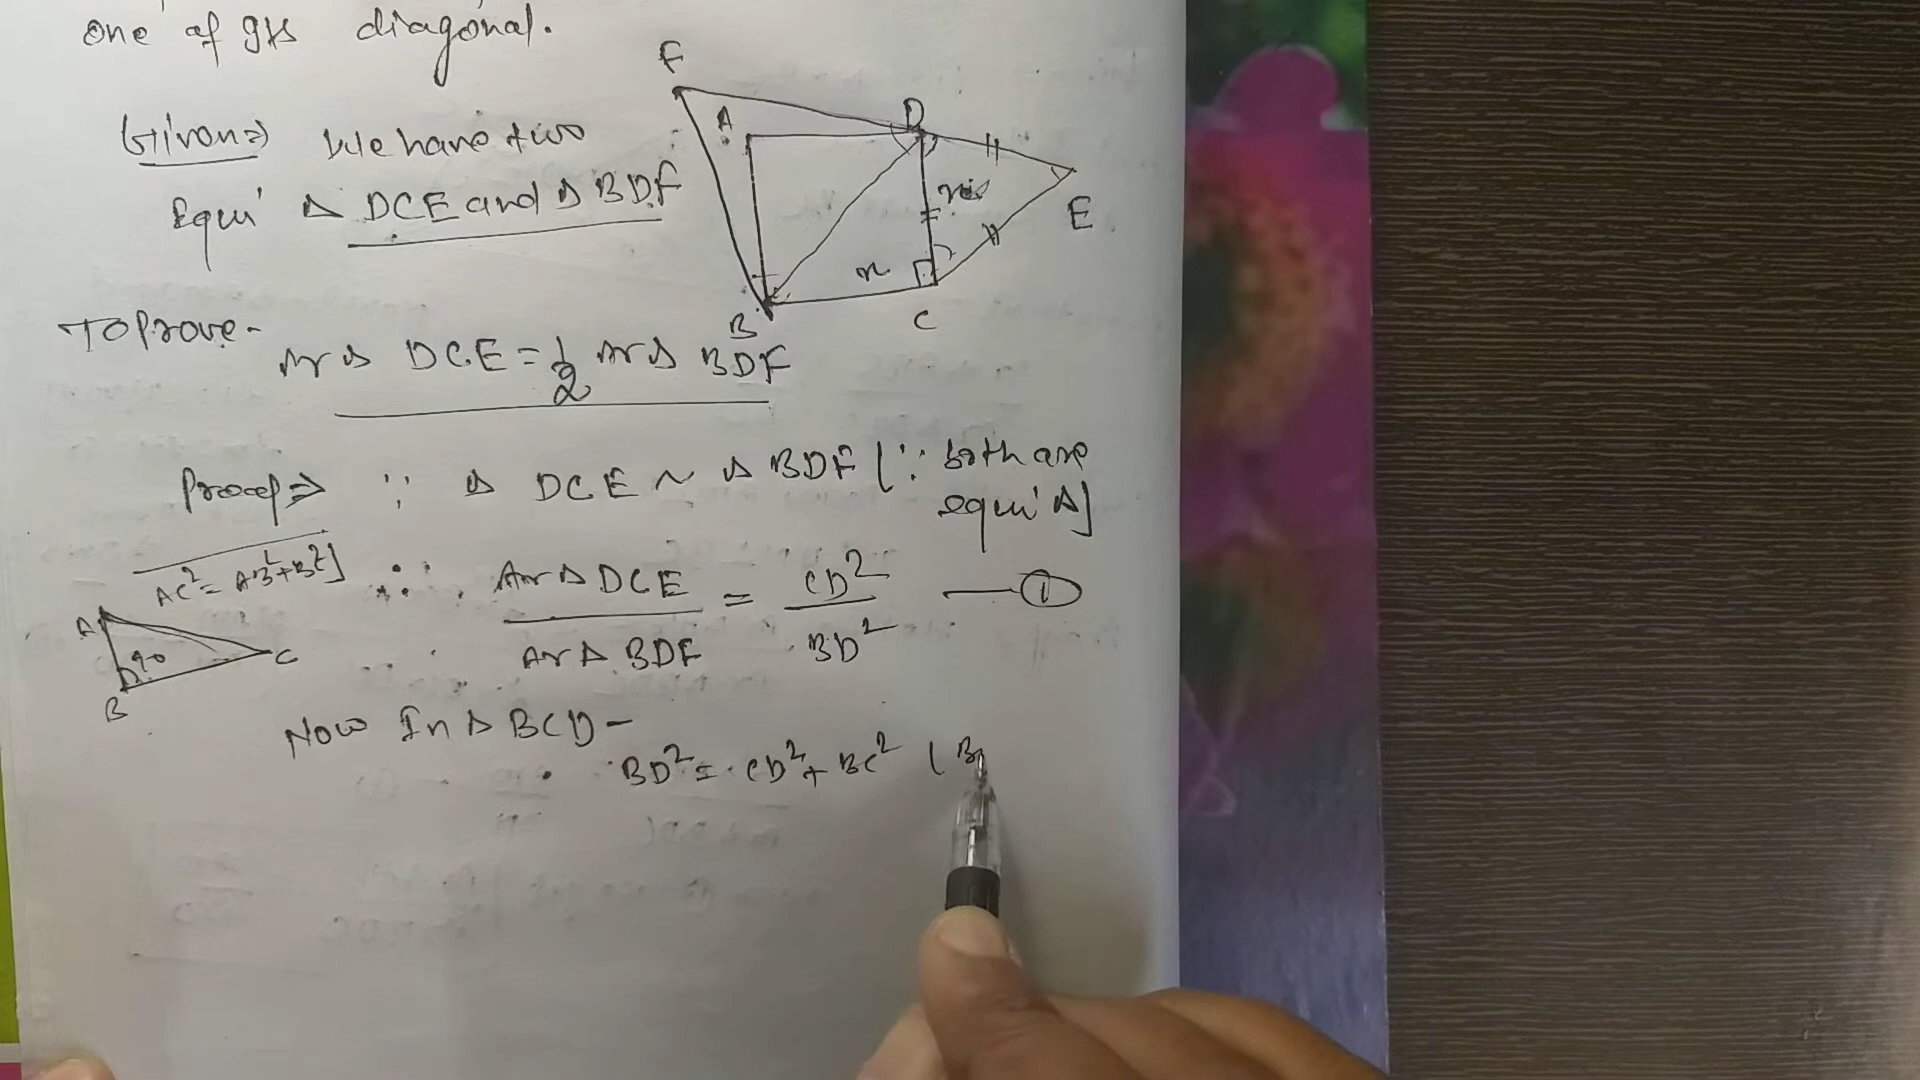 one of its diagonal.
Given ⇒ We have two
Equi' Δ DCE and Δ BDF
F
A
D
E
x
x
B
C
To Prove -
Ar Δ DCE = 1/2 Ar Δ BDF
Proof ⇒ ∵ Δ DCE ~ Δ BDF [∵ both are
equi' Δ]
AC² = AB² + BC²]
∴ Ar Δ DCE / Ar Δ BDF = CD² / BD² — ①
A
90
B
C
Now In Δ BCD -
BD² = CD² + BC² (B